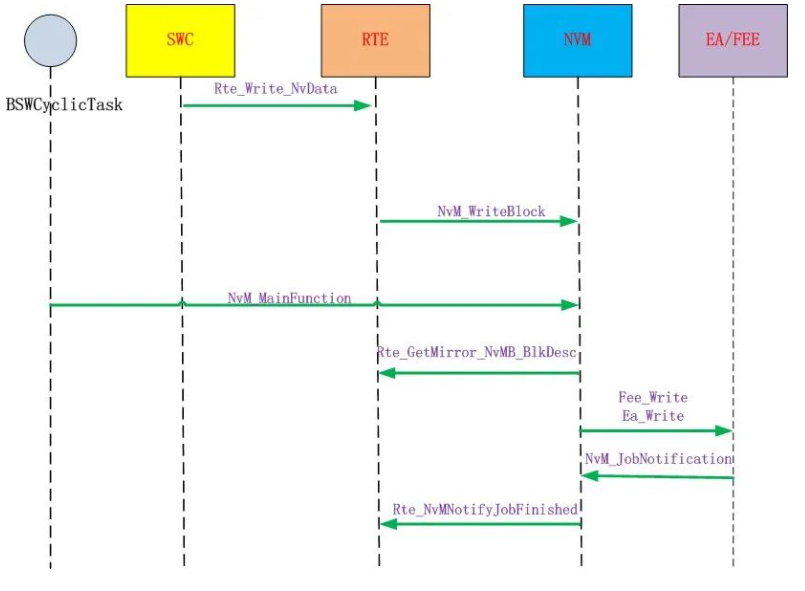 SWC
RTE
NVM
EA/FEE
Rte_Write_NvData
BSWCyclicTask
NvM_WriteBlock
NvM_MainFunction
Rte_GetMirror_NvMB_BlkDesc
Fee_Write
Ea_Write
NvM_JobNotification
Rte_NvMNotifyJobFinished